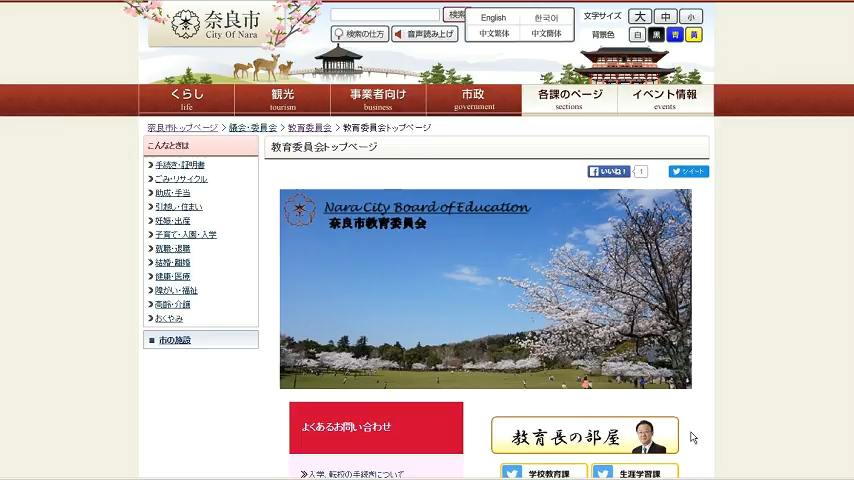 奈良市
City Of Nara
検索
English
한국어
中文繁体
中文簡体
文字サイズ
大
中
小
検索の仕方
音声読み上げ
背景色
白
黒
青
黄
くらし
life
観光
tourism
事業者向け
business
市政
government
各課のページ
sections
イベント情報
events
奈良市トップページ > 議会・委員会 > 教育委員会 > 教育委員会トップページ
こんなときは
手続き・証明書
ごみ・リサイクル
助成・手当
引越し・住まい
妊娠・出産
子育て・入園・入学
就職・退職
結婚・離婚
健康・医療
障がい・福祉
高齢・介護
おくやみ
市の施設
教育委員会トップページ
いいね!
1
ツイート
Nara City Board of Education
奈良市教育委員会
よくあるお問い合わせ
入学、転校の手続きについて
教育長の部屋
学校教育課
生涯学習課